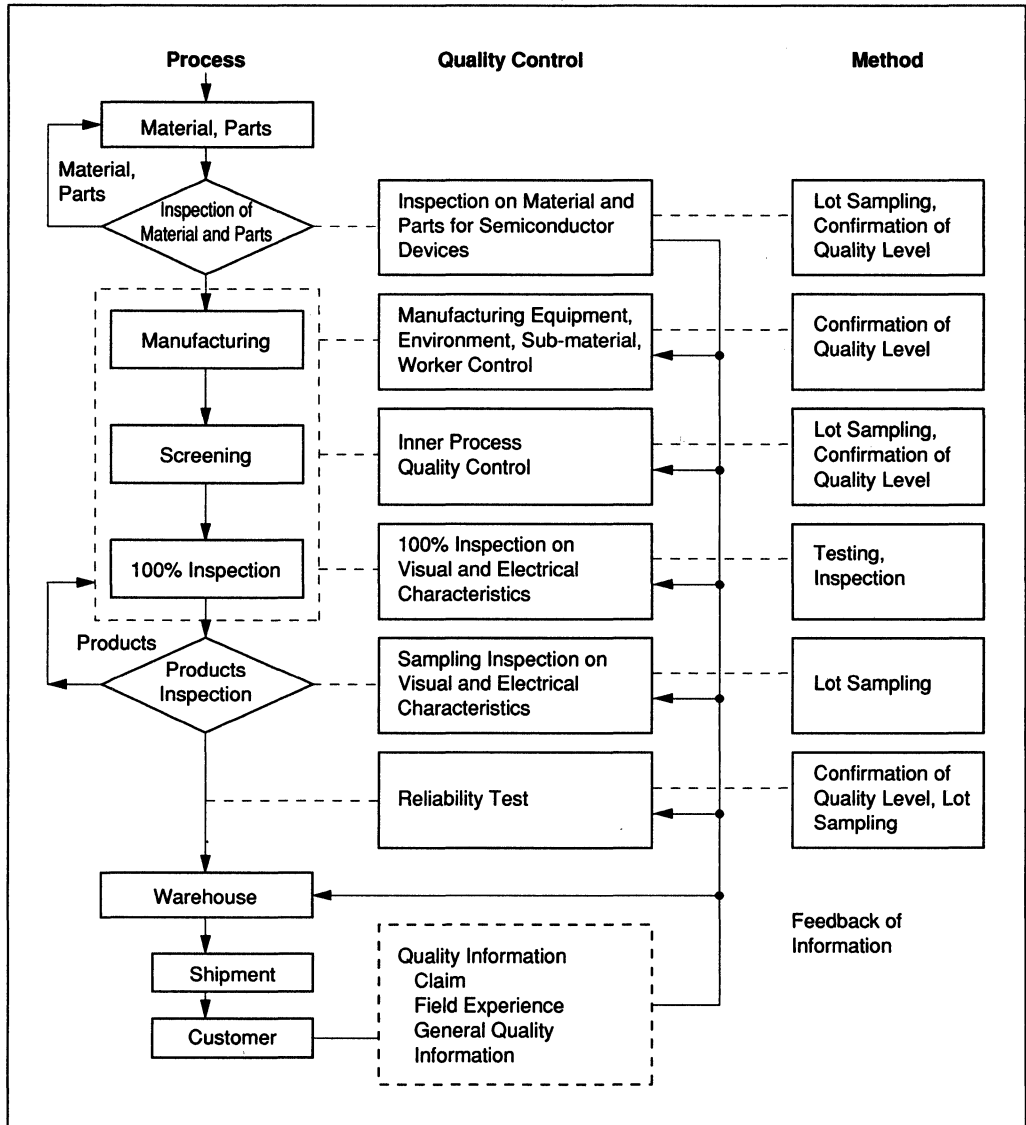 Process
Quality Control
Method
Material, Parts
Material,
Parts
Inspection of
Material and Parts
Inspection on Material and
Parts for Semiconductor
Devices
Lot Sampling,
Confirmation of
Quality Level
Manufacturing
Manufacturing Equipment,
Environment, Sub-material,
Worker Control
Confirmation of
Quality Level
Screening
Inner Process
Quality Control
Lot Sampling,
Confirmation of
Quality Level
100% Inspection
100% Inspection on
Visual and Electrical
Characteristics
Testing,
Inspection
Products
Products
Inspection
Sampling Inspection on
Visual and Electrical
Characteristics
Lot Sampling
Reliability Test
Confirmation of
Quality Level, Lot
Sampling
Warehouse
Shipment
Customer
Quality Information
Claim
Field Experience
General Quality
Information
Feedback of
Information